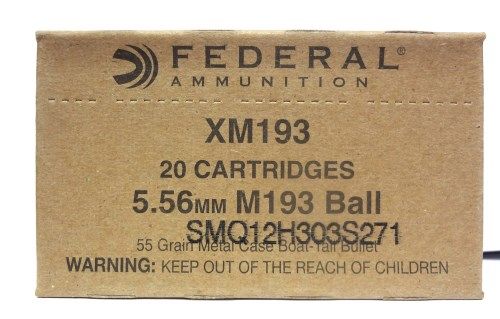 FEDERAL®
AMMUNITION
XM193
20 CARTRIDGES
5.56MM M193 Ball
SMQ12H303S271
55 Grain Metal Case Boat-Tail Bullet
WARNING: KEEP OUT OF THE REACH OF CHILDREN